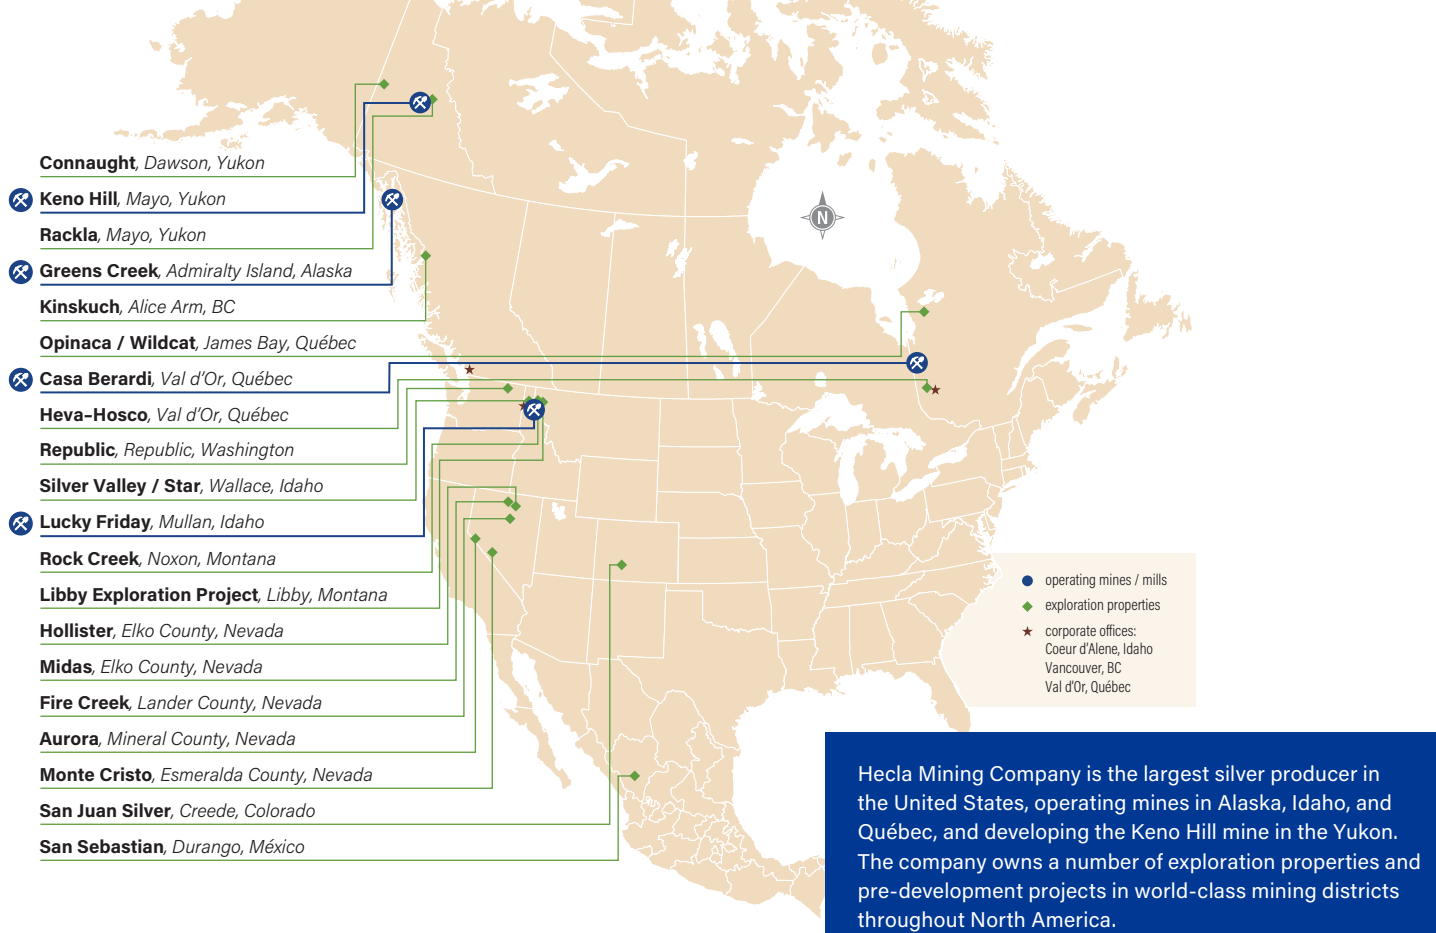 Connaught, Dawson, Yukon
Keno Hill, Mayo, Yukon
Rackla, Mayo, Yukon
Greens Creek, Admiralty Island, Alaska
Kinskuch, Alice Arm, BC
Opinaca / Wildcat, James Bay, Québec
Casa Berardi, Val d'Or, Québec
Heva-Hosco, Val d'Or, Québec
Republic, Republic, Washington
Silver Valley / Star, Wallace, Idaho
Lucky Friday, Mullan, Idaho
Rock Creek, Noxon, Montana
Libby Exploration Project, Libby, Montana
Hollister, Elko County, Nevada
Midas, Elko County, Nevada
Fire Creek, Lander County, Nevada
Aurora, Mineral County, Nevada
Monte Cristo, Esmeralda County, Nevada
San Juan Silver, Creede, Colorado
San Sebastian, Durango, México
N
operating mines / mills
exploration properties
corporate offices:
Coeur d'Alene, Idaho
Vancouver, BC
Val d'Or, Québec
Hecla Mining Company is the largest silver producer in
the United States, operating mines in Alaska, Idaho, and
Québec, and developing the Keno Hill mine in the Yukon.
The company owns a number of exploration properties and
pre-development projects in world-class mining districts
throughout North America.